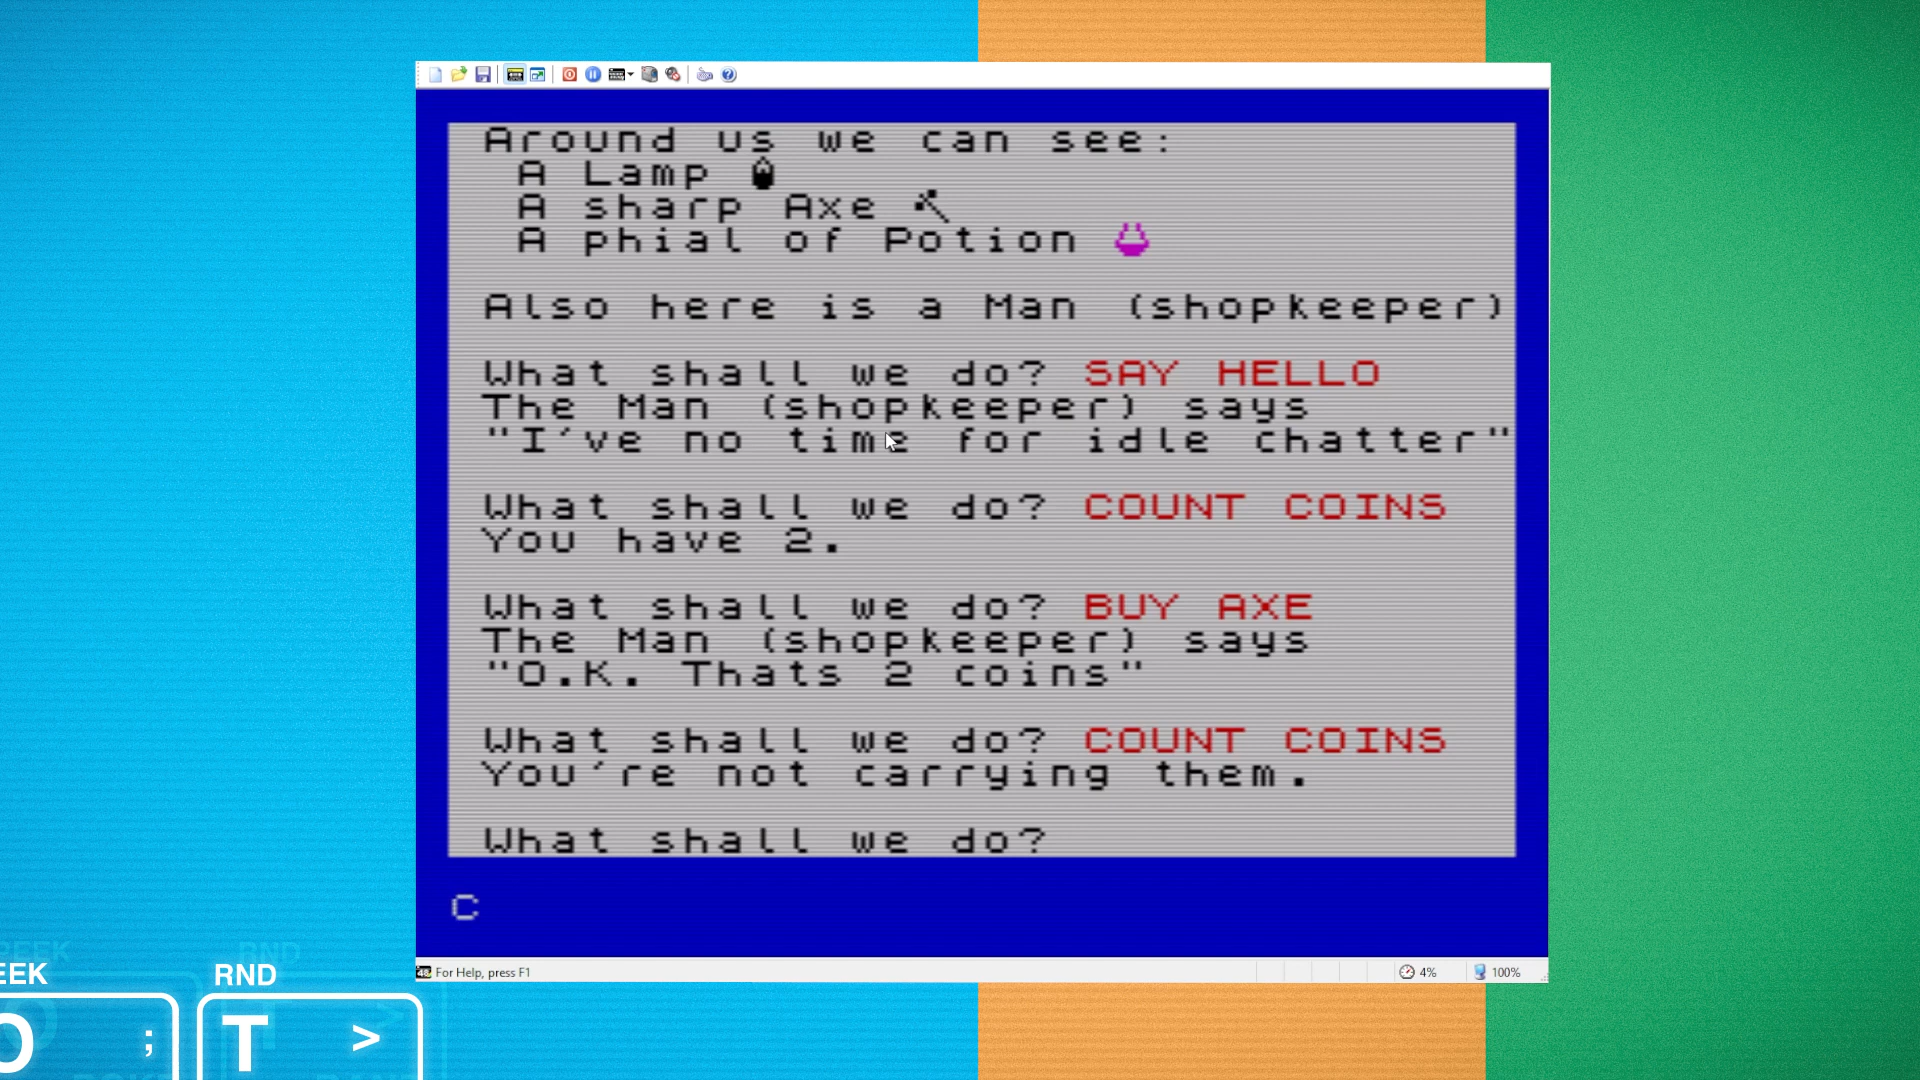 Around us we can see:
A Lamp
A sharp Axe
A phial of Potion
Also here is a Man (shopkeeper)
What shall we do? SAY HELLO
The Man (shopkeeper) says
"I've no time for idle chatter"
What shall we do? COUNT COINS
You have 2.
What shall we do? BUY AXE
The Man (shopkeeper) says
"O.K. Thats 2 coins"
What shall we do? COUNT COINS
You're not carrying them.
What shall we do?
C
For Help, press F1
4%
100%
EEK
RND
O ;
T >